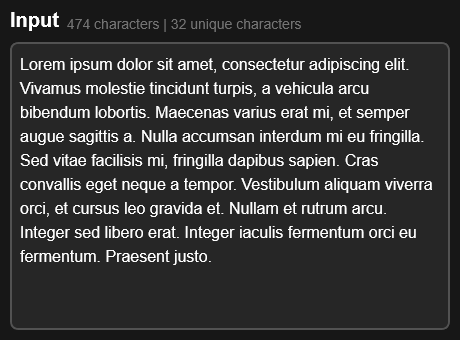 Input 474 characters | 32 unique characters
Lorem ipsum dolor sit amet, consectetur adipiscing elit.
Vivamus molestie tincidunt turpis, a vehicula arcu
bibendum lobortis. Maecenas varius erat mi, et semper
augue sagittis a. Nulla accumsan interdum mi eu fringilla.
Sed vitae facilisis mi, fringilla dapibus sapien. Cras
convallis eget neque a tempor. Vestibulum aliquam viverra
orci, et cursus leo gravida et. Nullam et rutrum arcu.
Integer sed libero erat. Integer iaculis fermentum orci eu
fermentum. Praesent justo.